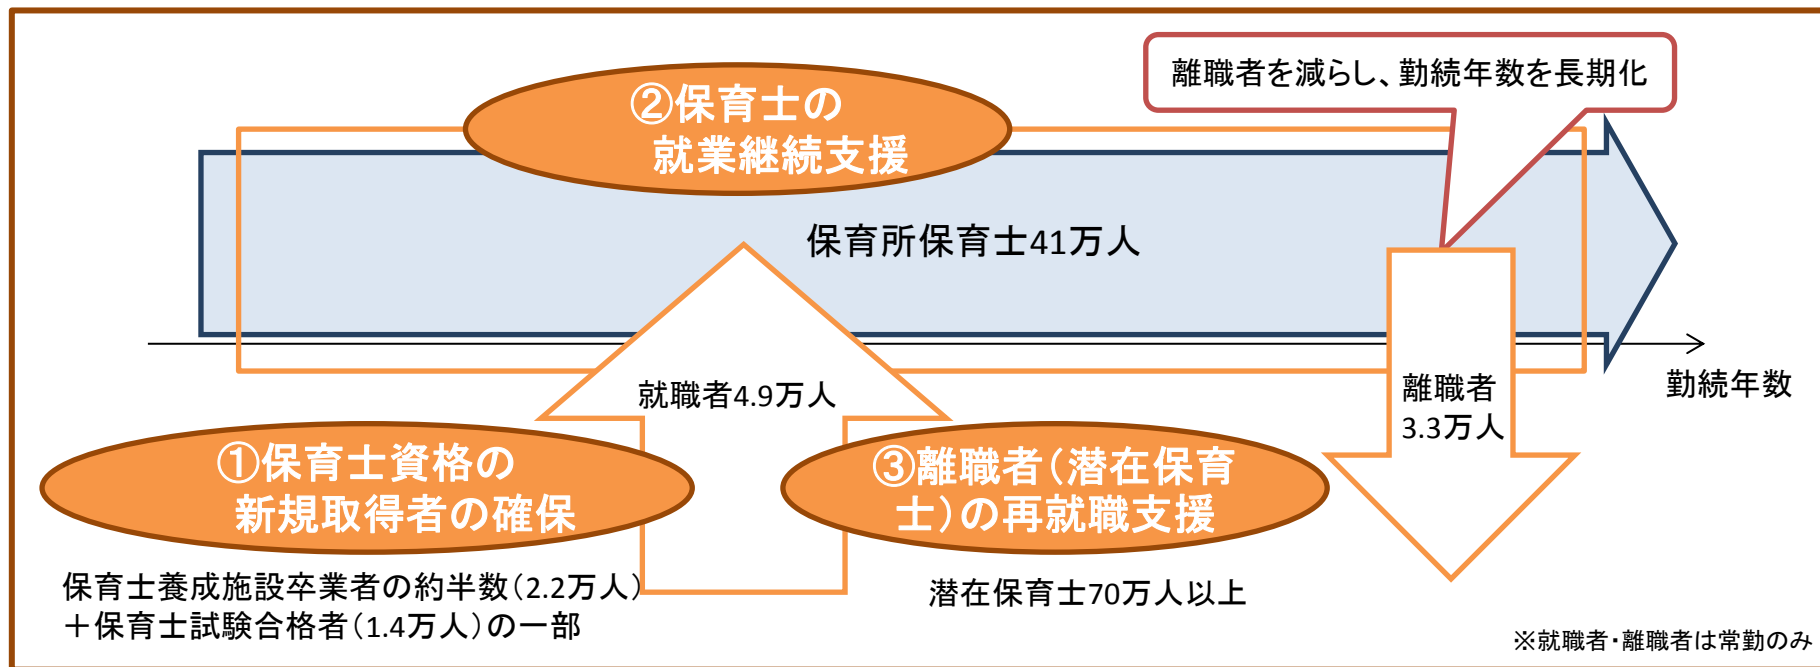 離職者を減らし、勤続年数を長期化
②保育士の
就業継続支援
保育所保育士41万人
勤続年数
就職者4.9万人
離職者
3.3万人
①保育士資格の
新規取得者の確保
③離職者(潜在保育
士)の再就職支援
保育士養成施設卒業者の約半数(2.2万人)
＋保育士試験合格者(1.4万人)の一部
潜在保育士70万人以上
※就職者・離職者は常勤のみ